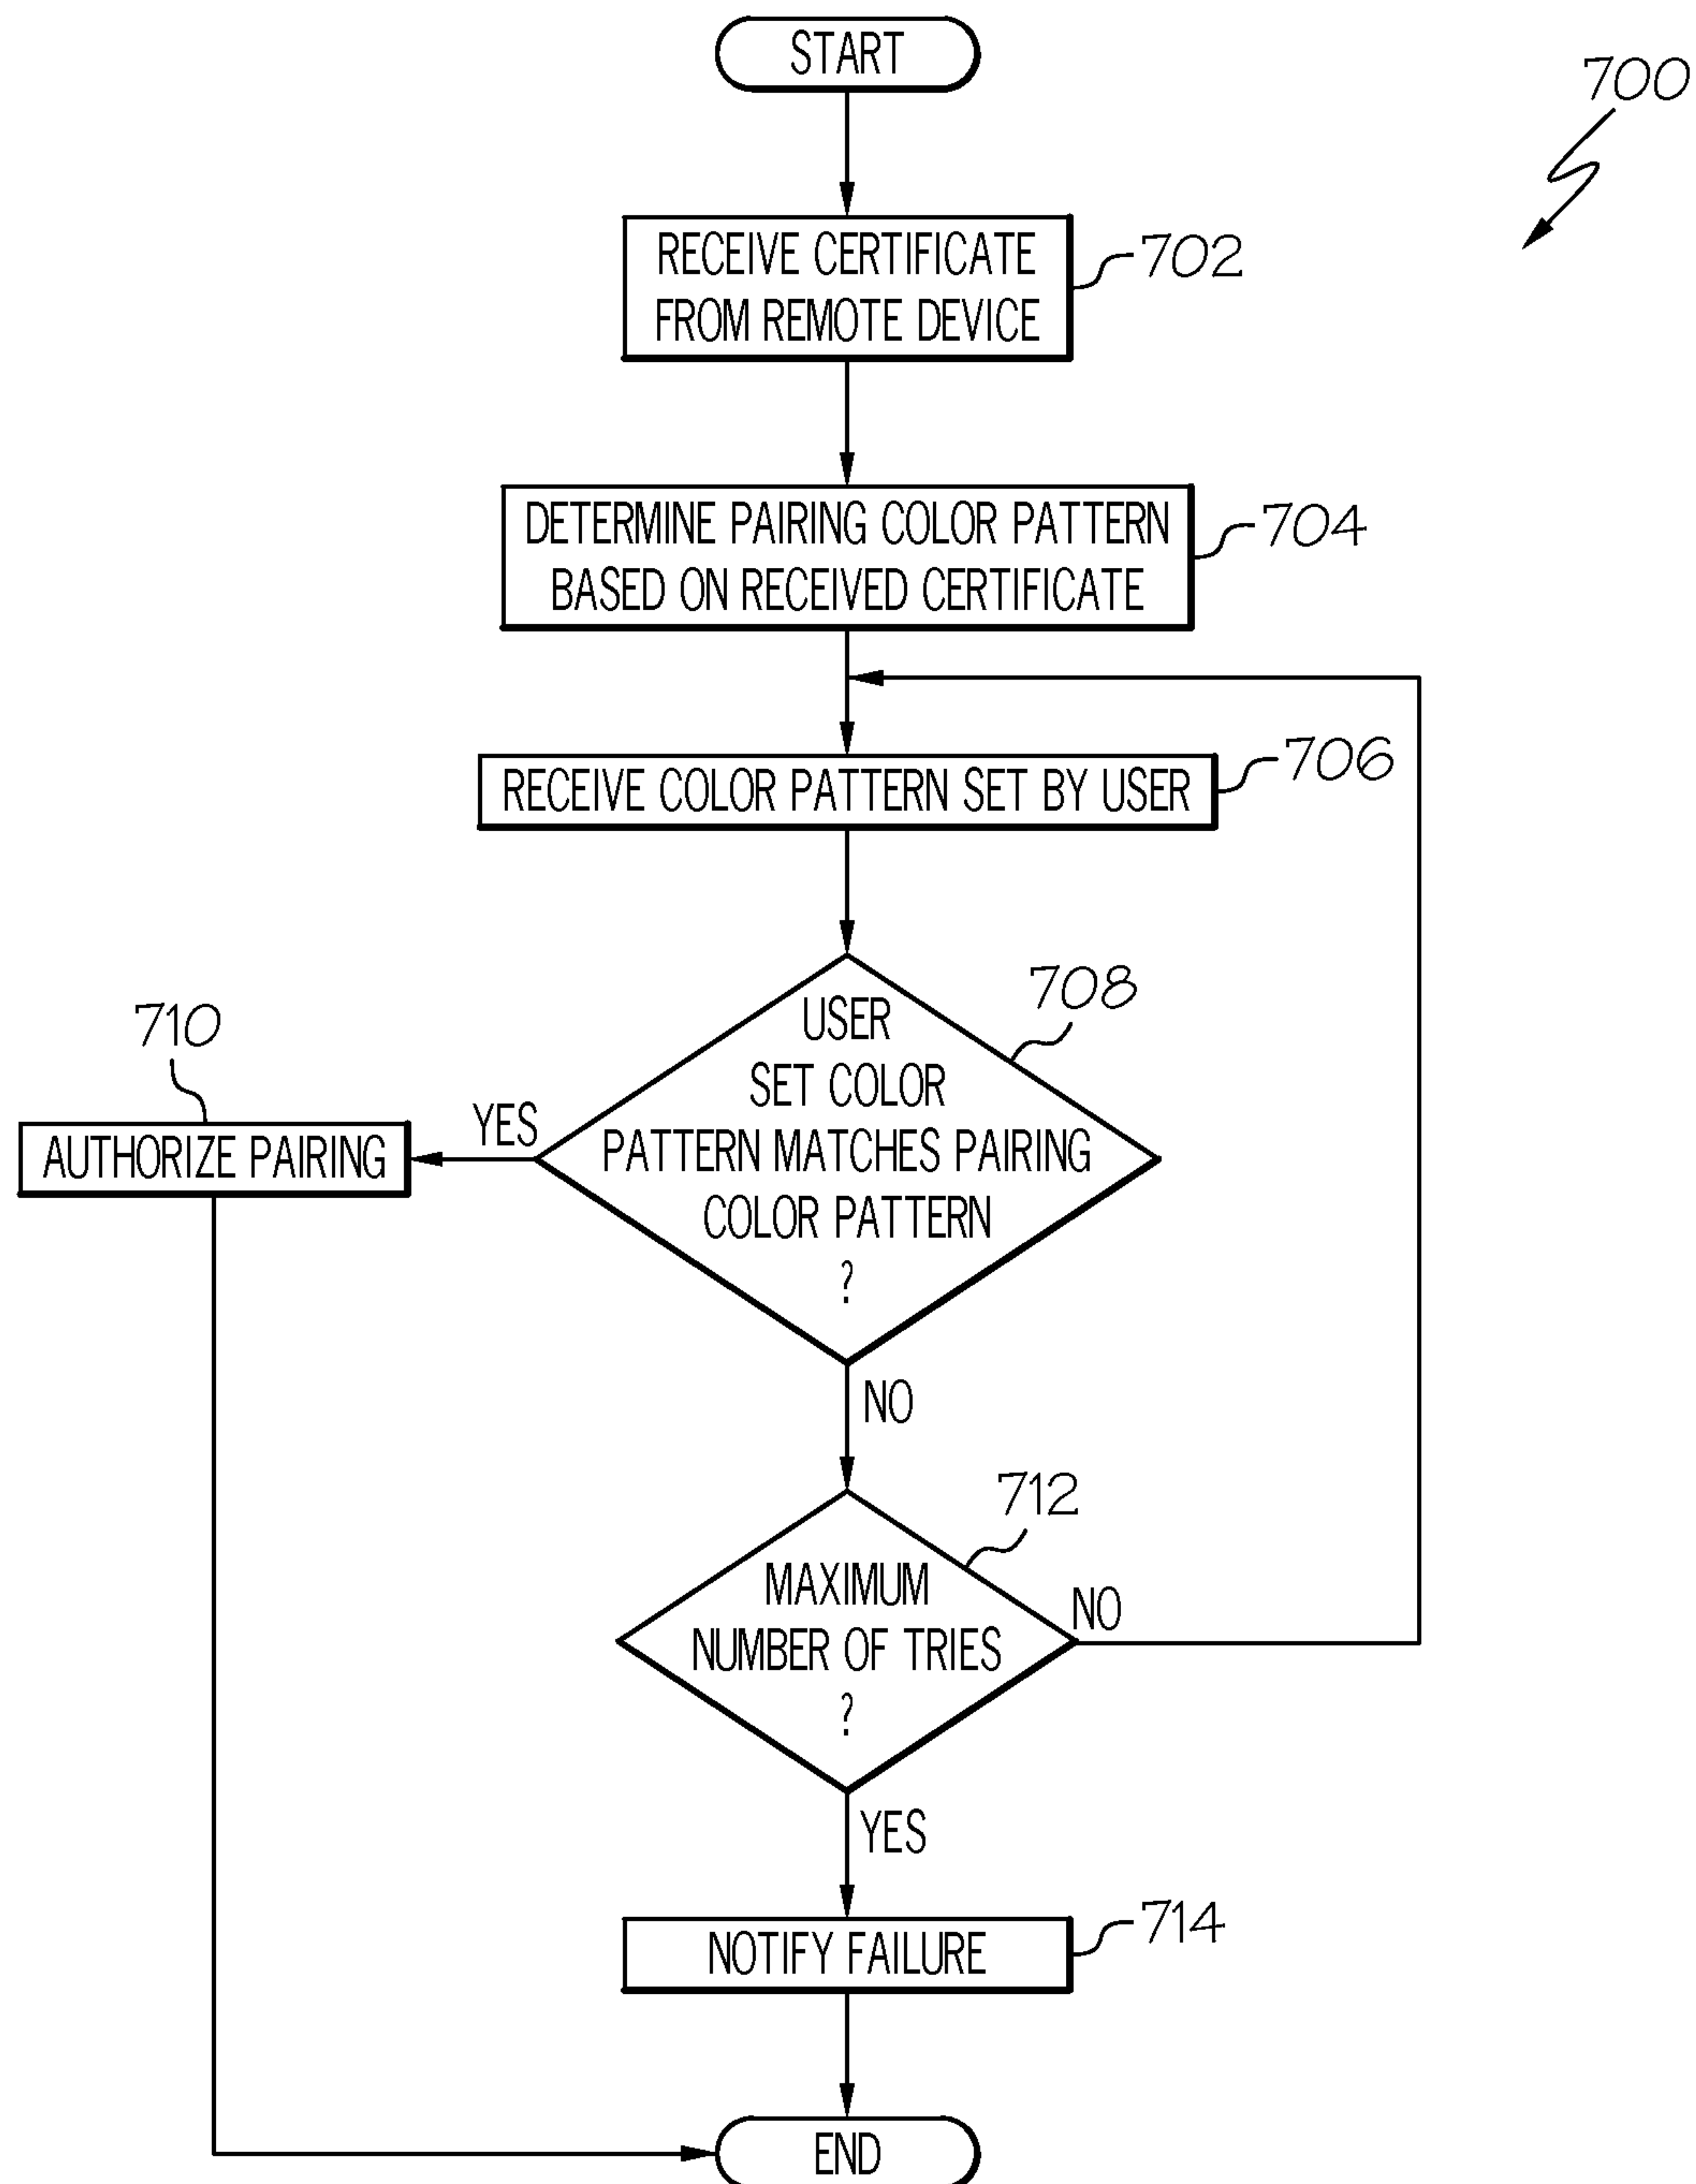 START
700
RECEIVE CERTIFICATE
FROM REMOTE DEVICE
702
DETERMINE PAIRING COLOR PATTERN
BASED ON RECEIVED CERTIFICATE
704
RECEIVE COLOR PATTERN SET BY USER
706
USER
SET COLOR
PATTERN MATCHES PAIRING
COLOR PATTERN
?
708
YES
710
AUTHORIZE PAIRING
NO
MAXIMUM
NUMBER OF TRIES
?
712
NO
YES
NOTIFY FAILURE
714
END